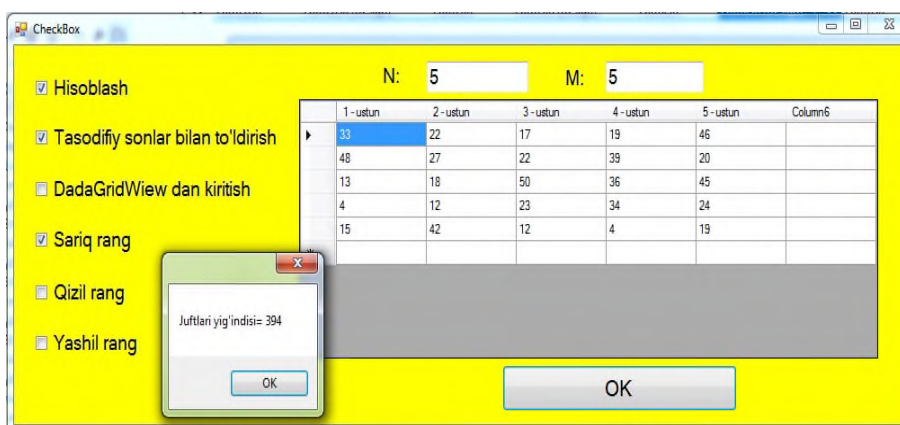 CheckBox
N: 5 M: 5
Hisoblash
Tasodifiy sonlar bilan to'ldirish
DadaGridWiew dan kiritish
Sariq rang
Qizil rang
Yashil rang
1 - ustun 2 - ustun 3 - ustun 4 - ustun 5 - ustun Column6
33 22 17 19 46
48 27 22 39 20
13 18 50 36 45
4 12 23 34 24
15 42 12 4 19
Juftlari yig'indisi= 394
OK
OK